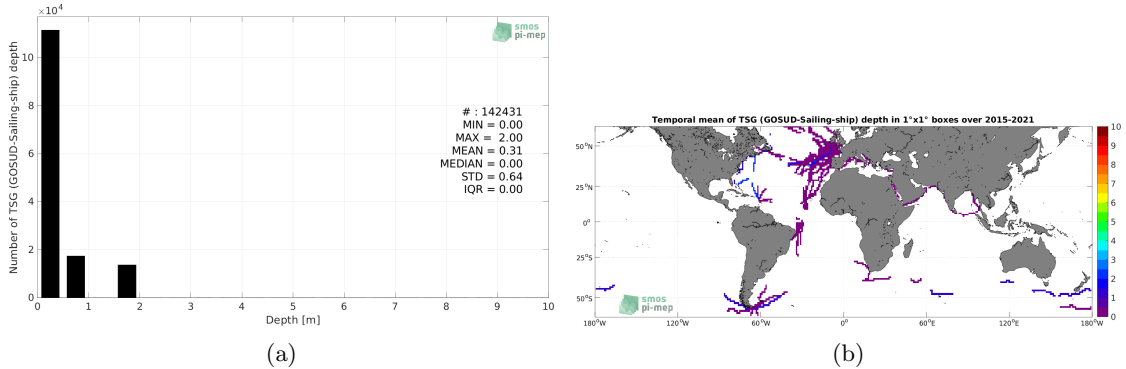 ×10⁴
Number of TSG (GOSUD-Sailing-ship) depth
10
8
6
4
2
0
0 1 2 3 4 5 6 7 8 9 10
Depth [m]
smos
pi-mep
# : 142431
MIN = 0.00
MAX = 2.00
MEAN = 0.31
MEDIAN = 0.00
STD = 0.64
IQR = 0.00
(a)
Temporal mean of TSG (GOSUD-Sailing-ship) depth in 1°x1° boxes over 2015-2021
50°N
25°N
0°
25°S
50°S
180°W 120°W 60°W 0° 60°E 120°E 180°W
smos
pi-mep
10
9
8
7
6
5
4
3
2
1
0
(b)